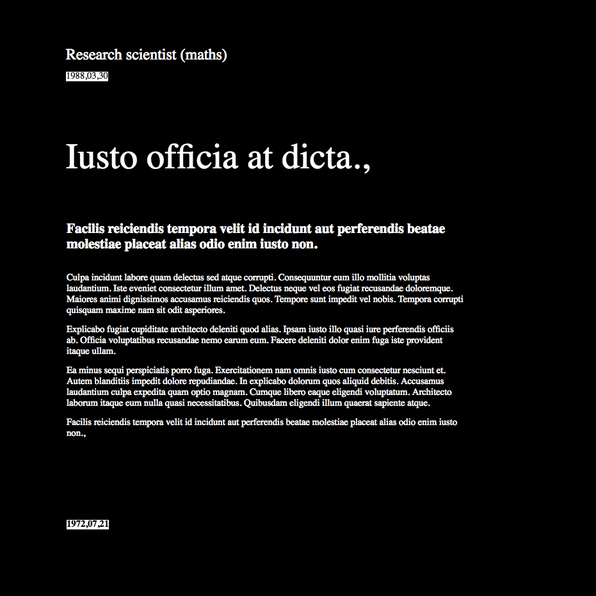 Research scientist (maths)
1988,03,30
Iusto officia at dicta.,
Facilis reiciendis tempora velit id incidunt aut perferendis beatae
molestiae placeat alias odio enim iusto non.
Culpa incidunt labore quam delectus sed atque corrupti. Consequuntur eum illo mollitia voluptas
laudantium. Iste eveniet consectetur illum amet. Delectus neque vel eos fugiat recusandae doloremque.
Maiores animi dignissimos accusamus reiciendis quos. Tempore sunt impedit vel nobis. Tempora corrupti
quisquam maxime nam sit odit asperiores.
Explicabo fugiat cupiditate architecto deleniti quod alias. Ipsam iusto illo quasi iure perferendis officiis
ab. Officia voluptatibus recusandae nemo earum eum. Facere deleniti dolor enim fuga iste provident
itaque ullam.
Ea minus sequi perspiciatis porro fuga. Exercitationem nam omnis iusto cum consectetur nesciunt et.
Autem blanditiis impedit dolore repudiandae. In explicabo dolorum quos aliquid debitis. Accusamus
laudantium culpa expedita quam optio magnam. Cumque libero eaque eligendi voluptatum. Architecto
laborum itaque eum nulla quasi necessitatibus. Quibusdam eligendi illum quaerat sapiente atque.
Facilis reiciendis tempora velit id incidunt aut perferendis beatae molestiae placeat alias odio enim iusto
non.,
1972,07,21